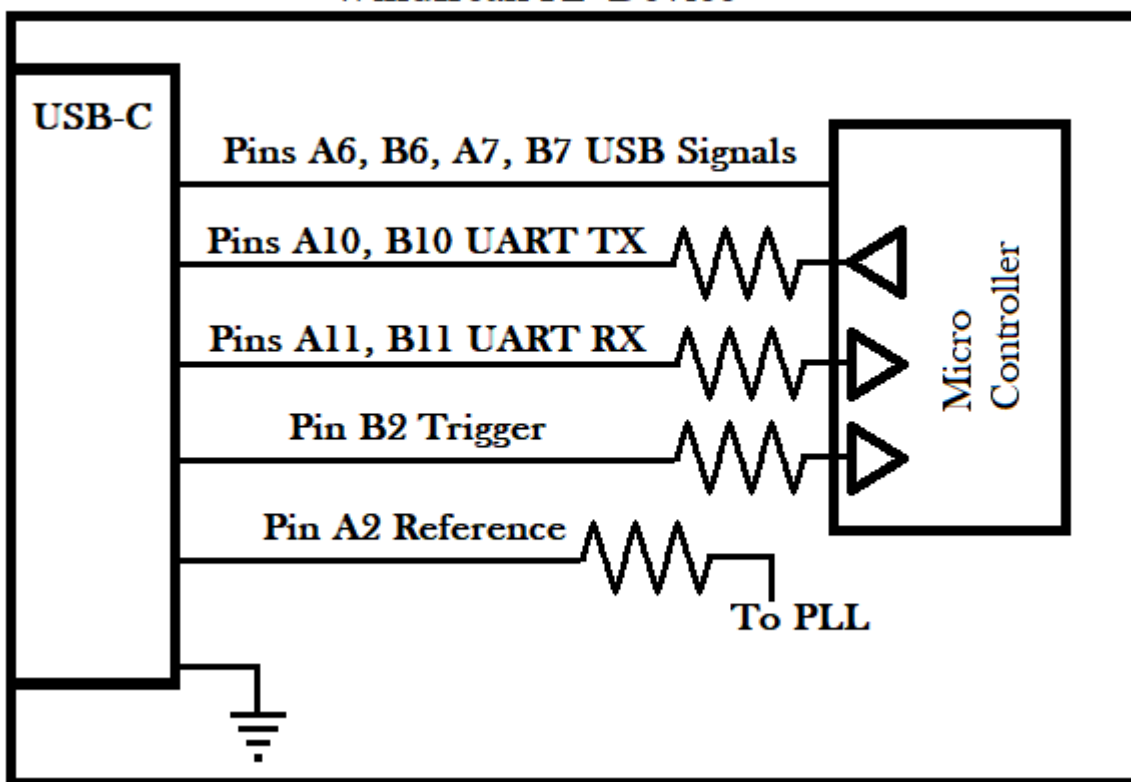 USB-C
Pins A6, B6, A7, B7 USB Signals
Pins A10, B10 UART TX
Pins A11, B11 UART RX
Pin B2 Trigger
Pin A2 Reference
To PLL
Micro
Controller